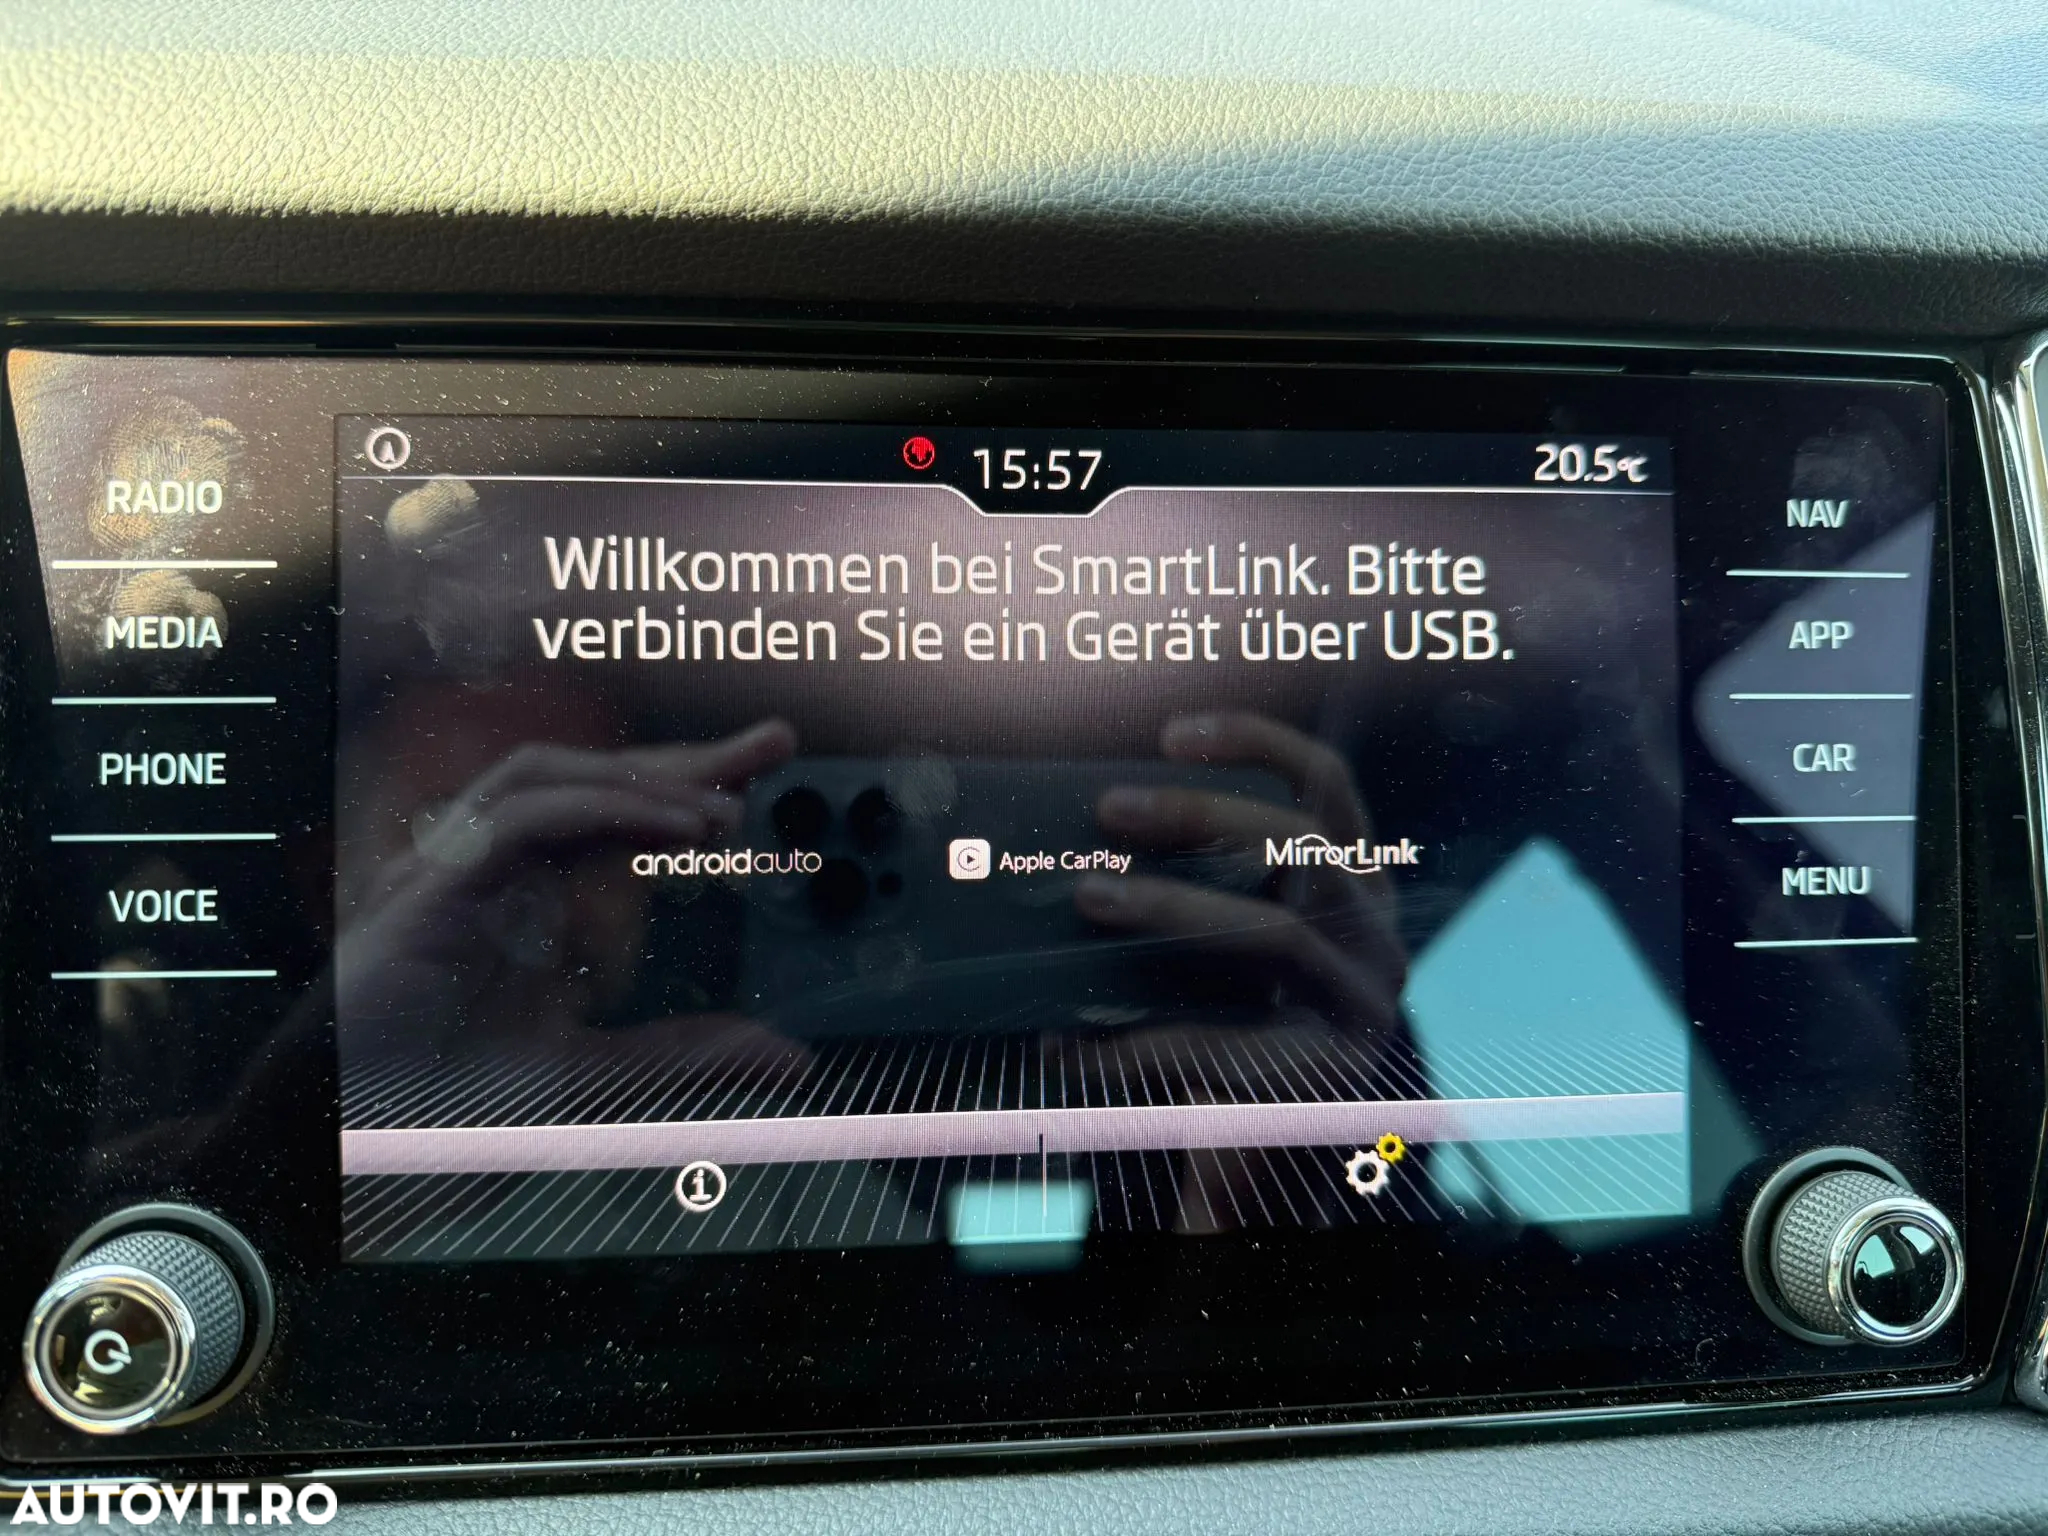 15:57
20.5°C
Willkommen bei SmartLink. Bitte
verbinden Sie ein Gerät über USB.
androidauto
Apple CarPlay
MirrorLink
RADIO
MEDIA
PHONE
VOICE
NAV
APP
CAR
MENU
AUTOVIT.RO